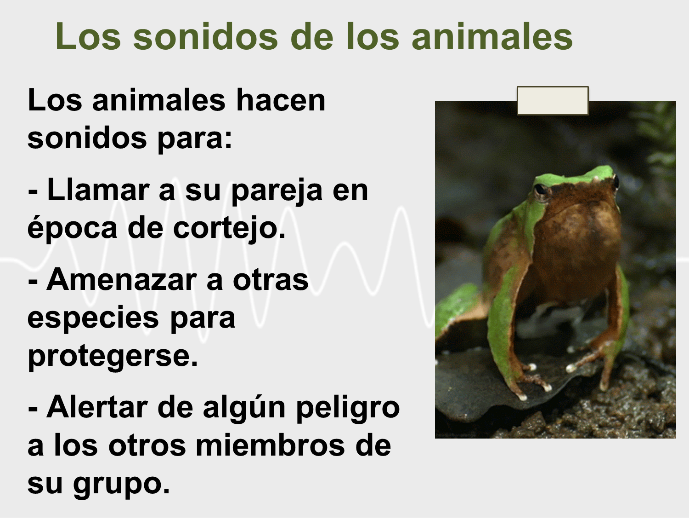 Los sonidos de los animales
Los animales hacen
sonidos para:
- Llamar a su pareja en
época de cortejo.
- Amenazar a otras
especies para
protegerse.
- Alertar de algún peligro
a los otros miembros de
su grupo.